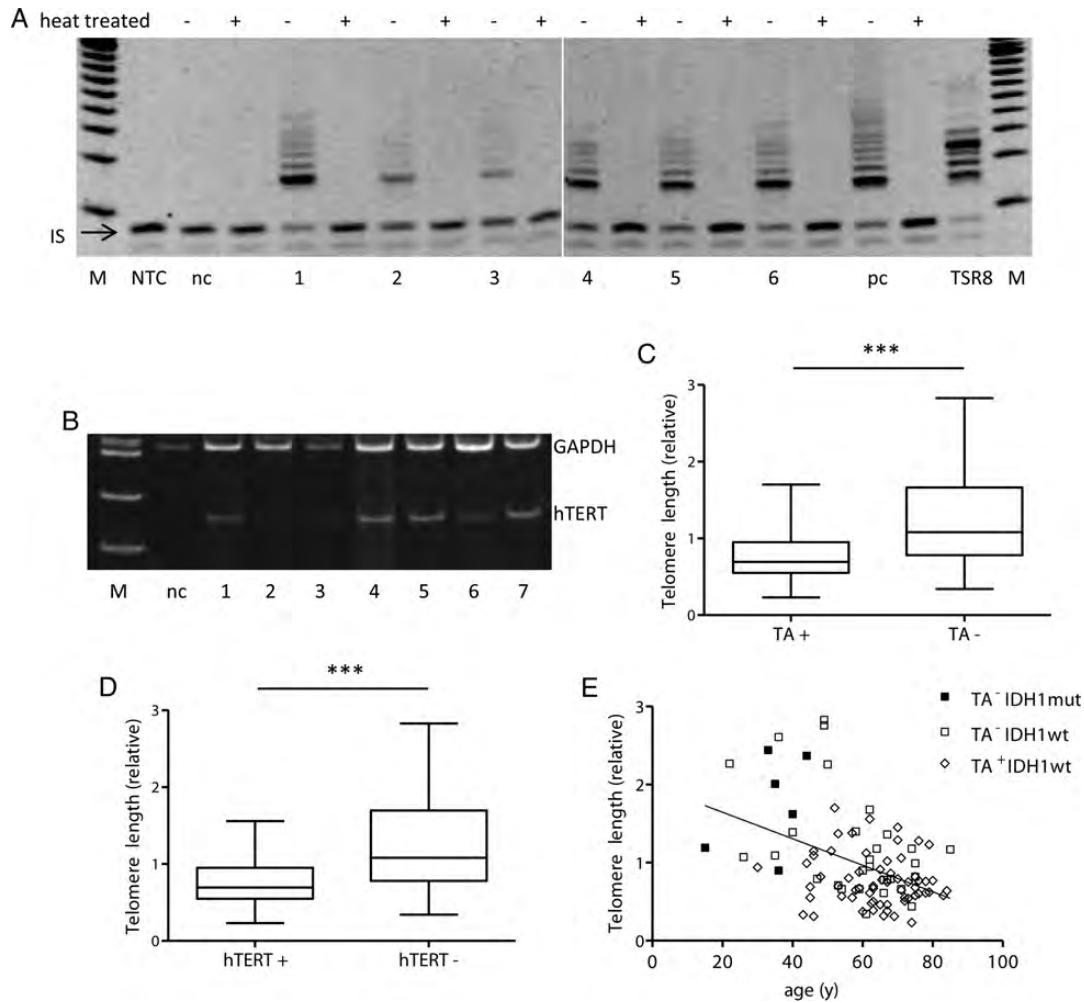 A heat treated - + - + - + - + - + - + - + - +
IS
M NTC nc 1 2 3 4 5 6 pc TSR8 M
B
GAPDH
hTERT
M nc 1 2 3 4 5 6 7
C
***
Telomere length (relative)
3
2
1
0
TA + TA -
D
***
Telomere length (relative)
3
2
1
0
hTERT + hTERT -
E
TA- IDH1mut
TA- IDH1wt
TA+ IDH1wt
Telomere length (relative)
3
2
1
0
0 20 40 60 80 100
age (y)